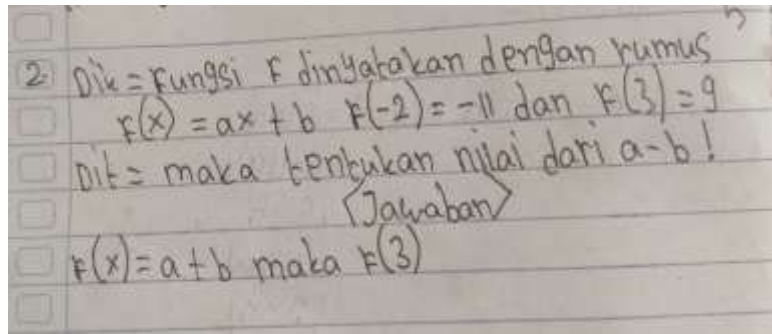 2. Dik = Fungsi F dinyatakan dengan rumus
F(x) = ax + b F(-2) = -11 dan F(3) = 9
Dit = maka tentukan nilai dari a-b!
<Jawaban>
F(x) = a+b maka F(3)